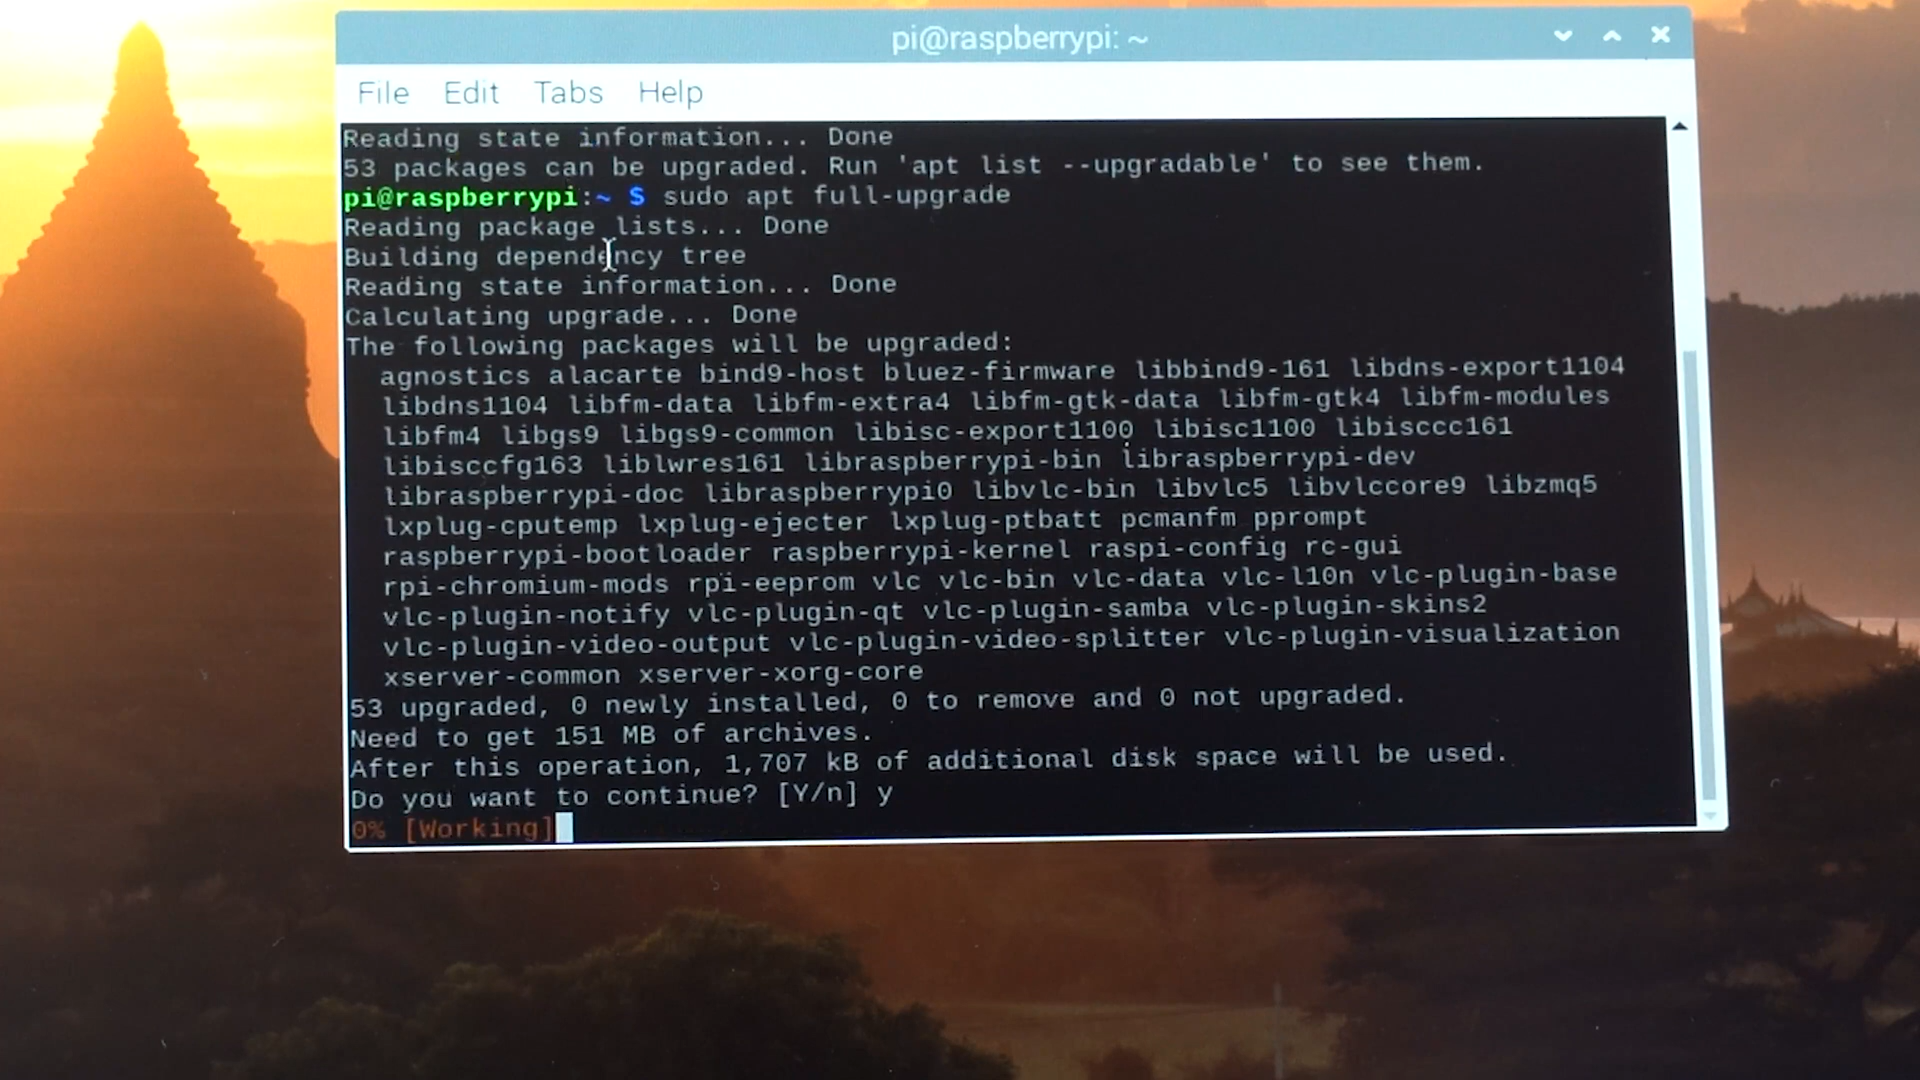 pi@raspberrypi: ~
File Edit Tabs Help
Reading state information... Done
53 packages can be upgraded. Run 'apt list --upgradable' to see them.
pi@raspberrypi:~ $ sudo apt full-upgrade
Reading package lists... Done
Building dependency tree
Reading state information... Done
Calculating upgrade... Done
The following packages will be upgraded:
agnostics alacarte bind9-host bluez-firmware libbind9-161 libdns-export1104
libdns1104 libfm-data libfm-extra4 libfm-gtk-data libfm-gtk4 libfm-modules
libfm4 libgs9 libgs9-common libisc-export1100 libisc1100 libisccc161
libisccfg163 liblwres161 libraspberrypi-bin libraspberrypi-dev
libraspberrypi-doc libraspberrypi0 libvlc-bin libvlc5 libvlccore9 libzmq5
lxplug-cputemp lxplug-ejecter lxplug-ptbatt pcmanfm pprompt
raspberrypi-bootloader raspberrypi-kernel raspi-config rc-gui
rpi-chromium-mods rpi-eeprom vlc vlc-bin vlc-data vlc-l10n vlc-plugin-base
vlc-plugin-notify vlc-plugin-qt vlc-plugin-samba vlc-plugin-skins2
vlc-plugin-video-output vlc-plugin-video-splitter vlc-plugin-visualization
xserver-common xserver-xorg-core
53 upgraded, 0 newly installed, 0 to remove and 0 not upgraded.
Need to get 151 MB of archives.
After this operation, 1,707 kB of additional disk space will be used.
Do you want to continue? [Y/n] y
0% [Working]